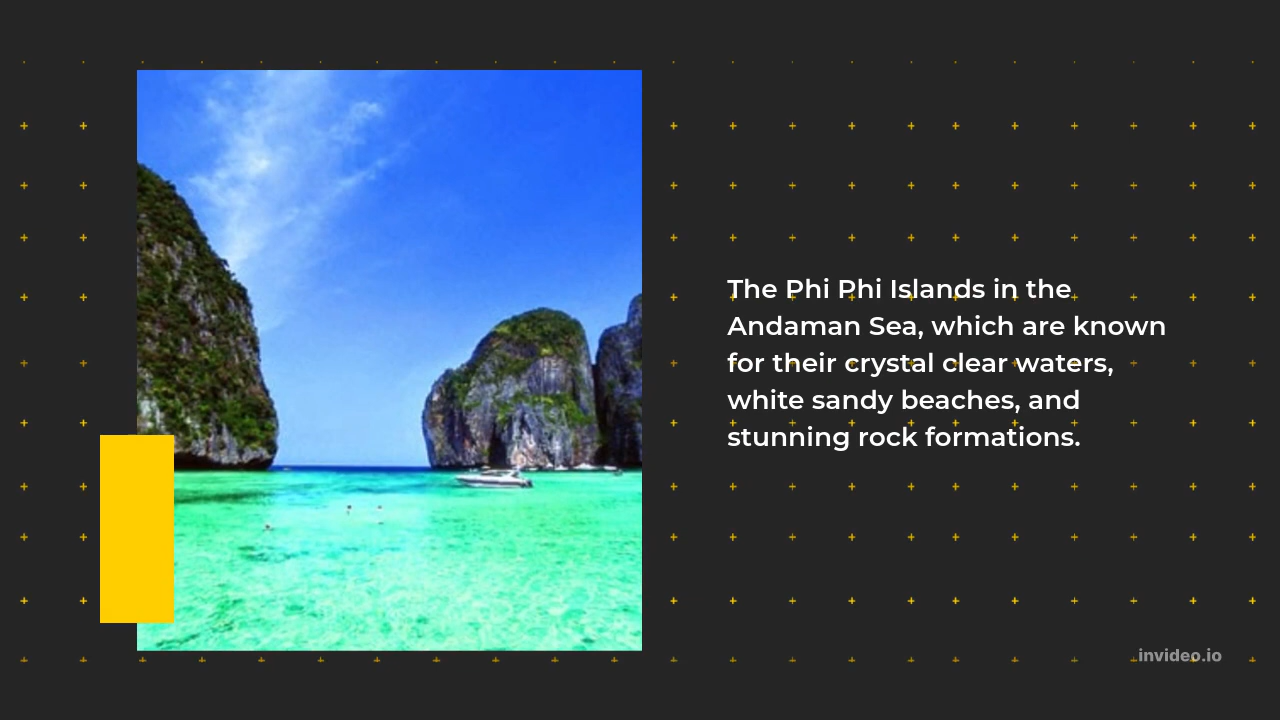 The Phi Phi Islands in the
Andaman Sea, which are known
for their crystal clear waters,
white sandy beaches, and
stunning rock formations.
invideo.io